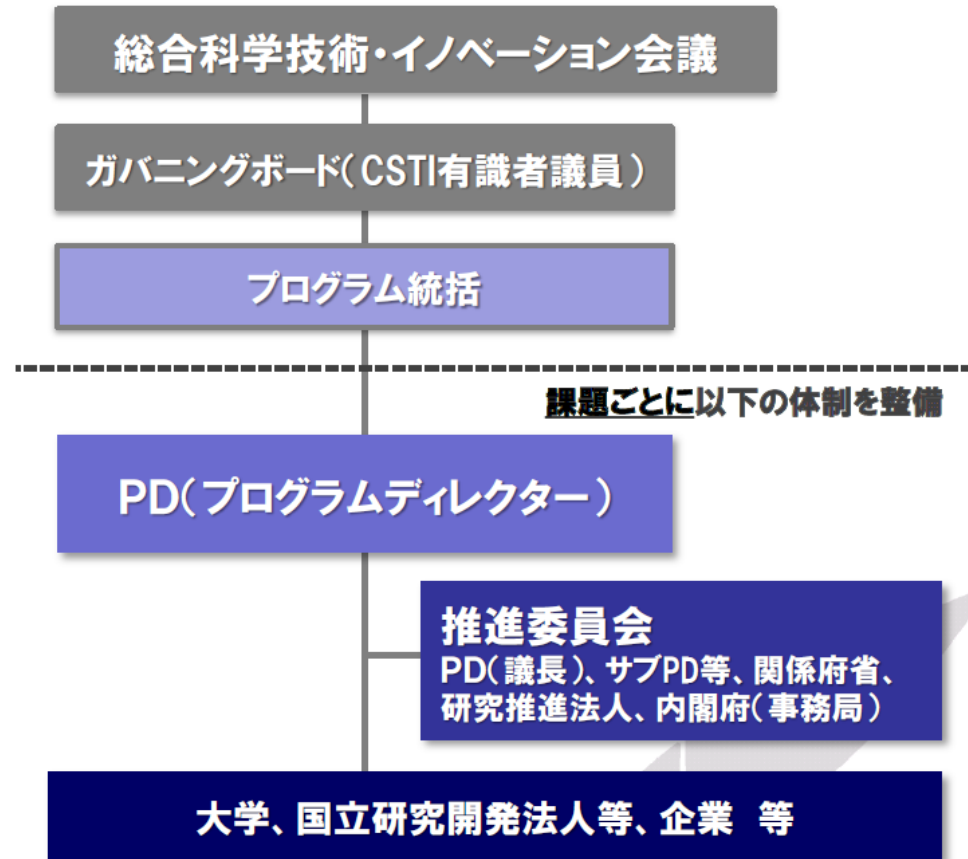 総合科学技術・イノベーション会議
ガバニングボード(CSTI有識者議員)
プログラム統括
課題ごとに以下の体制を整備
PD(プログラムディレクター)
推進委員会
PD(議長)、サブPD等、関係府省、
研究推進法人、内閣府(事務局)
大学、国立研究開発法人等、企業 等